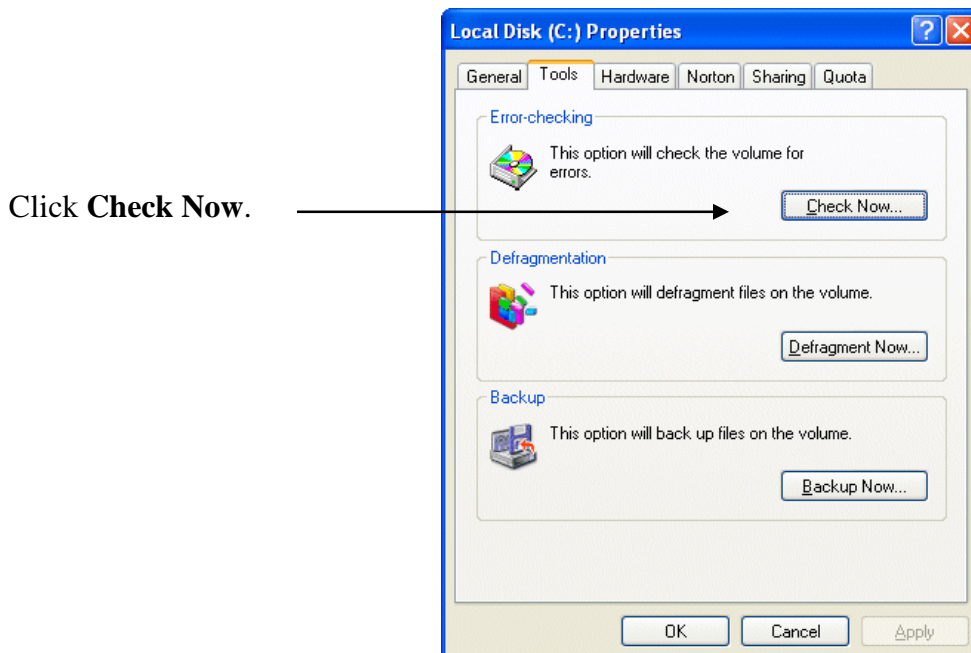 Local Disk (C:) Properties
General Tools Hardware Norton Sharing Quota
Error-checking
This option will check the volume for
errors.
Click Check Now.
Check Now...
Defragmentation
This option will defragment files on the volume.
Defragment Now...
Backup
This option will back up files on the volume.
Backup Now...
OK Cancel Apply